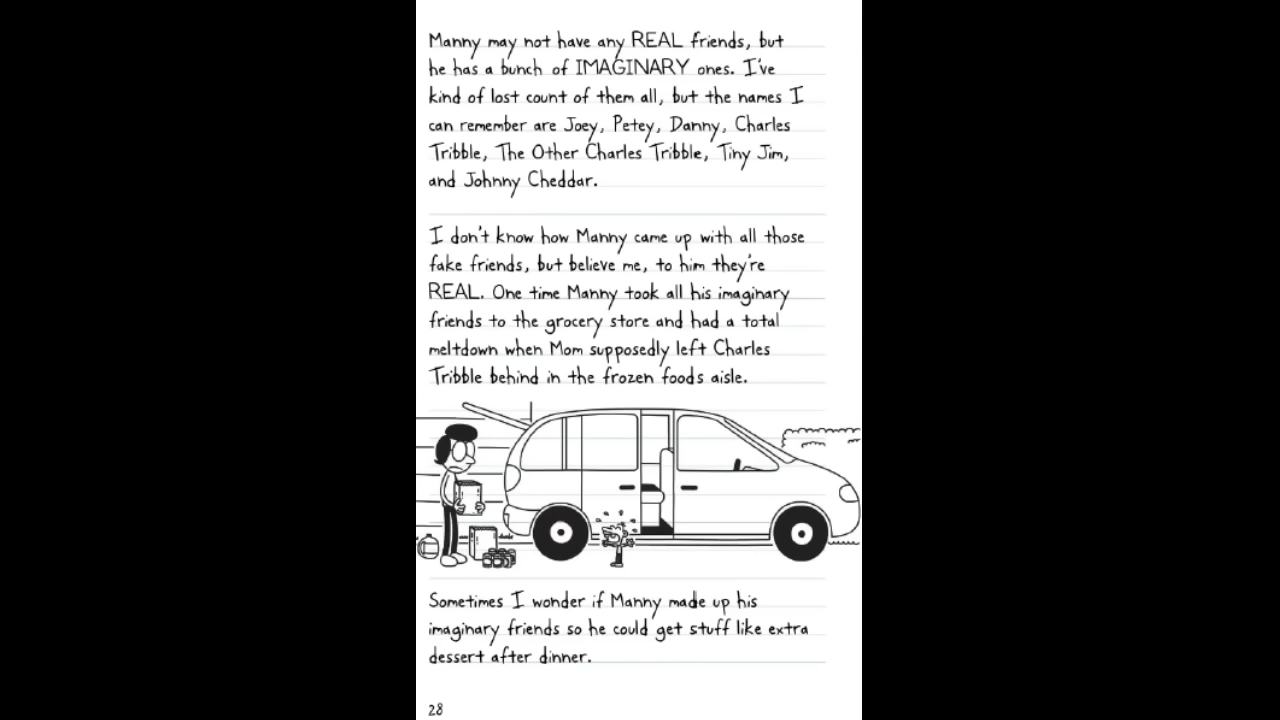 Manny may not have any REAL friends, but
he has a bunch of IMAGINARY ones. I've
kind of lost count of them all, but the names I
can remember are Joey, Petey, Danny, Charles
Tribble, The Other Charles Tribble, Tiny Jim,
and Johnny Cheddar.
I don't know how Manny came up with all those
fake friends, but believe me, to him they're
REAL. One time Manny took all his imaginary
friends to the grocery store and had a total
meltdown when Mom supposedly left Charles
Tribble behind in the frozen foods aisle.
Sometimes I wonder if Manny made up his
imaginary friends so he could get stuff like extra
dessert after dinner.
28